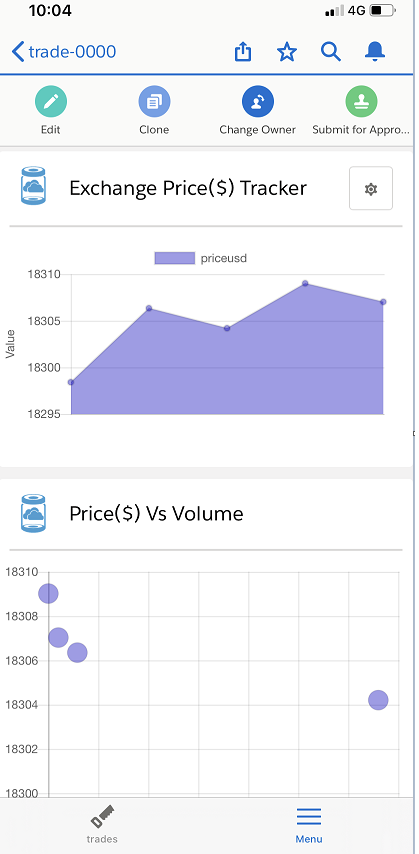 10:04
4G
trade-0000
Edit
Clone
Change Owner
Submit for Appro...
Exchange Price($) Tracker
priceusd
Value
18310
18305
18300
18295
Price($) Vs Volume
18310
18308
18306
18304
18302
18300
trades
Menu